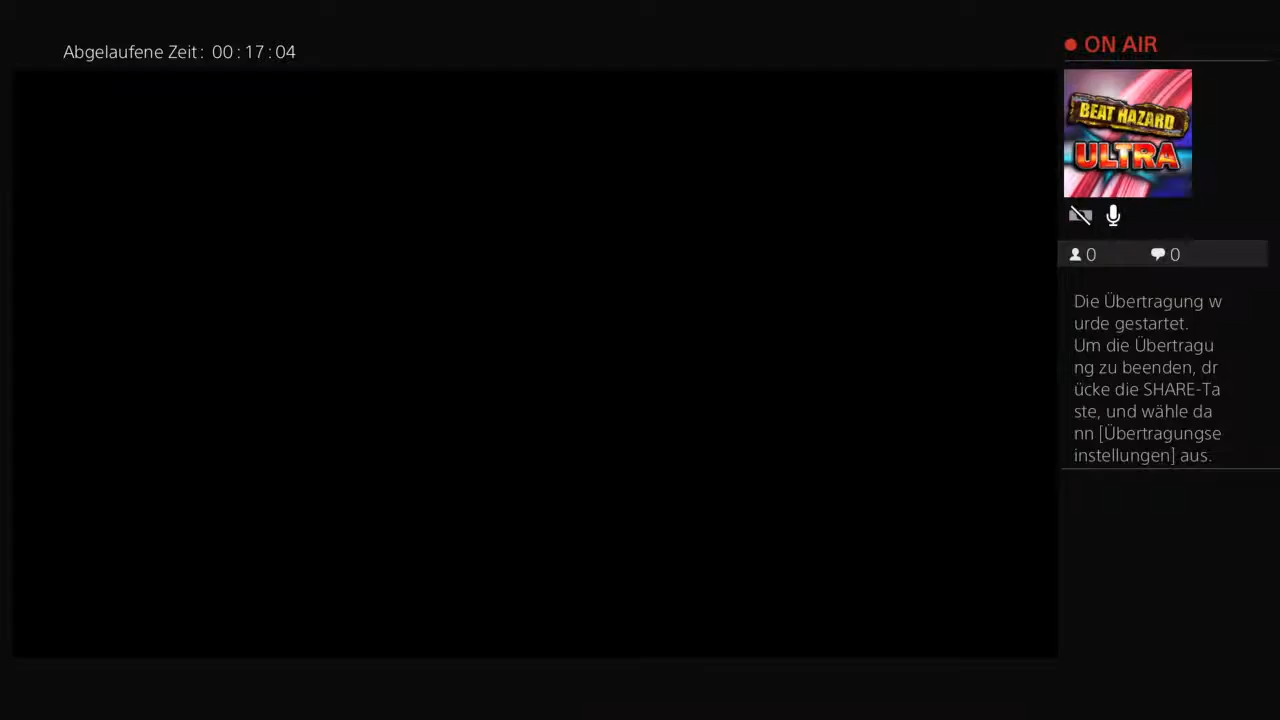 Abgelaufene Zeit: 00:17:04
ON AIR
BEAT HAZARD
ULTRA
0 0
Die Übertragung w
urde gestartet.
Um die Übertragu
ng zu beenden, dr
ücke die SHARE-Ta
ste, und wähle da
nn [Übertragungse
instellungen] aus.